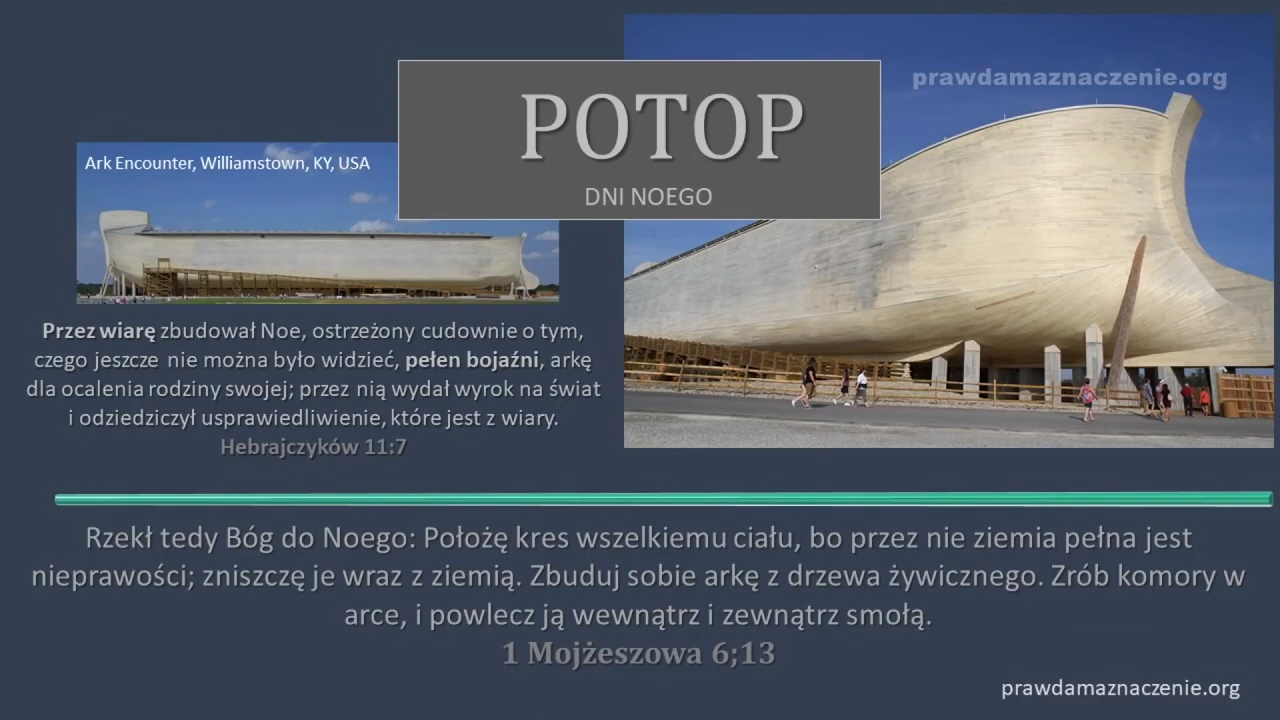 prawdamaznaczenie.org
POTOP
DNI NOEGO
Ark Encounter, Williamstown, KY, USA
Przez wiarę zbudował Noe, ostrzeżony cudownie o tym,
czego jeszcze nie można było widzieć, pełen bojaźni, arkę
dla ocalenia rodziny swojej; przez nią wydał wyrok na świat
i odziedziczył usprawiedliwienie, które jest z wiary.
Hebrajczyków 11:7
Rzekł tedy Bóg do Noego: Położę kres wszelkiemu ciału, bo przez nie ziemia pełna jest
nieprawości; zniszczę je wraz z ziemią. Zbuduj sobie arkę z drzewa żywicznego. Zrób komory w
arce, i powlecz ją wewnątrz i zewnątrz smołą.
1 Mojżeszowa 6;13
prawdamaznaczenie.org